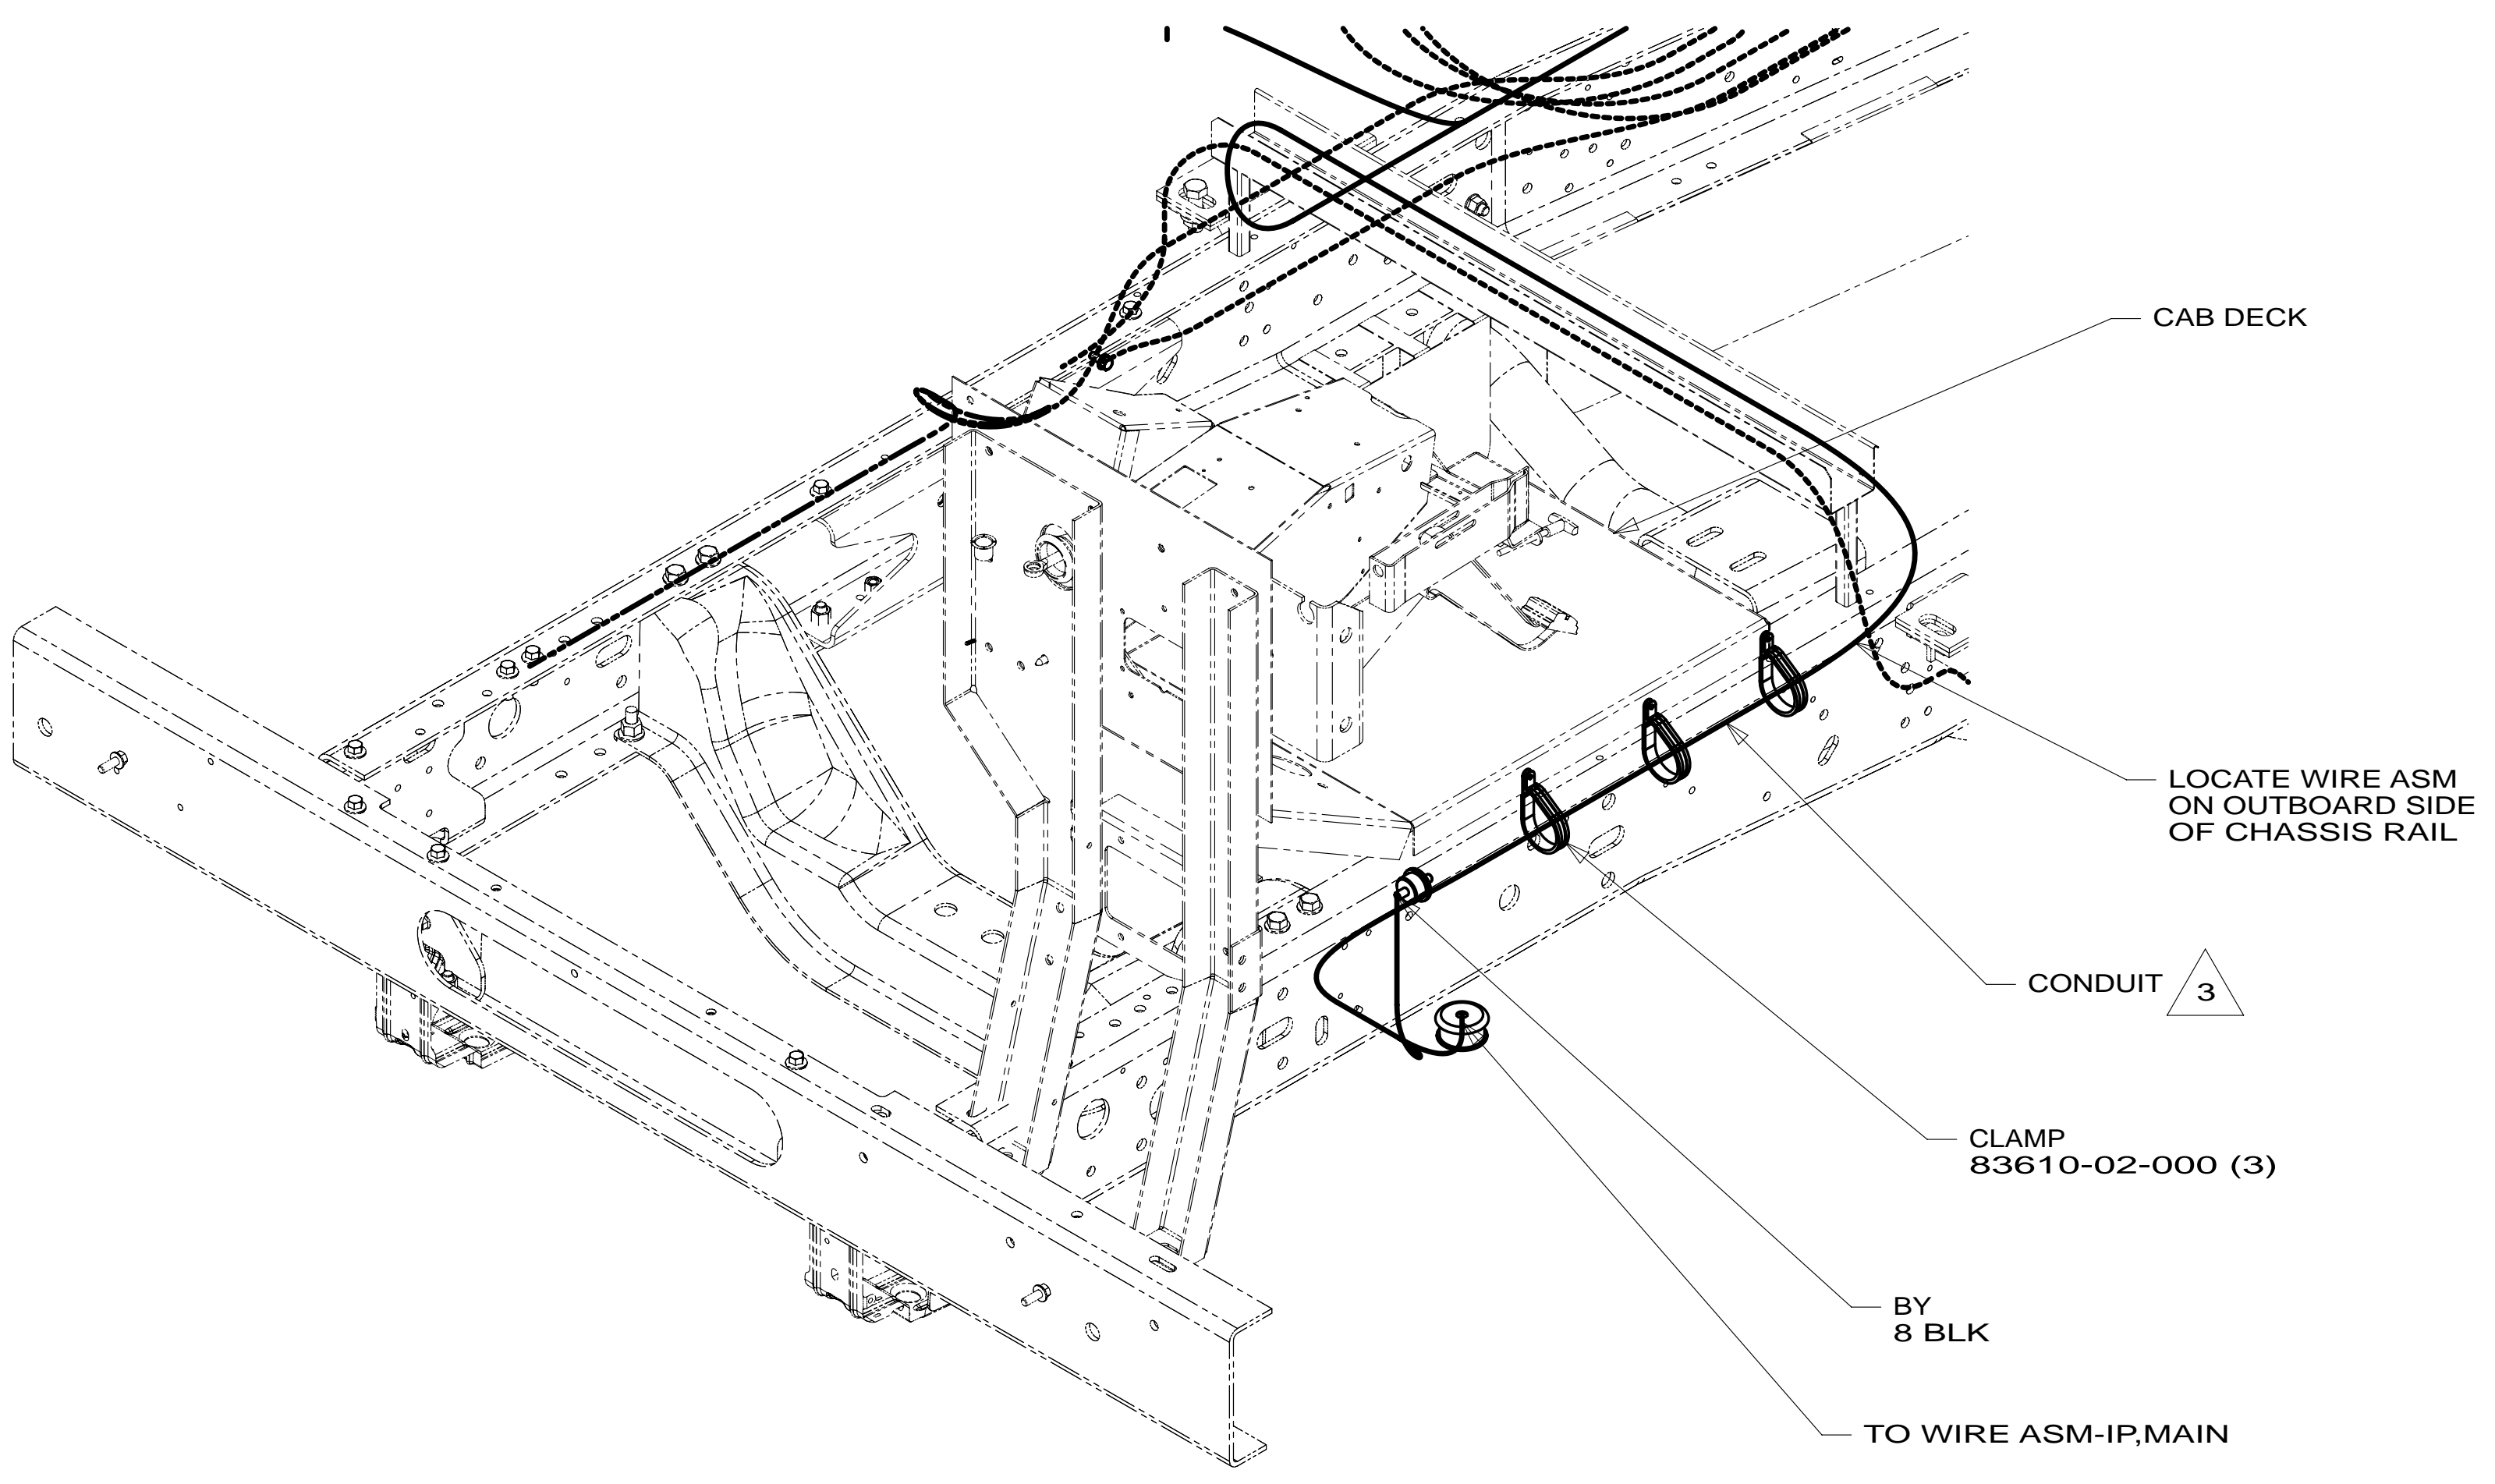 CAB DECK
LOCATE WIRE ASM
ON OUTBOARD SIDE
OF CHASSIS RAIL
CONDUIT 3
CLAMP
83610-02-000 (3)
BY
8 BLK
TO WIRE ASM-IP,MAIN